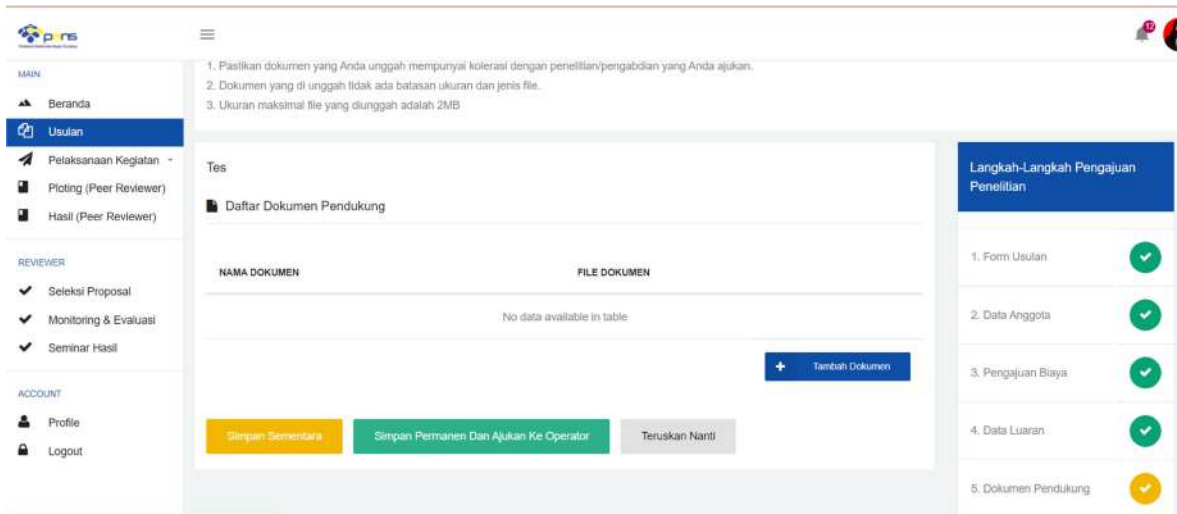 pens
12
MAIN
Beranda
Usulan
Pelaksanaan Kegiatan
Ploting (Peer Reviewer)
Hasil (Peer Reviewer)
REVIEWER
Seleksi Proposal
Monitoring & Evaluasi
Seminar Hasil
ACCOUNT
Profile
Logout
1. Pastikan dokumen yang Anda unggah mempunyai kolerasi dengan penelitian/pengabdian yang Anda ajukan.
2. Dokumen yang di unggah tidak ada batasan ukuran dan jenis file.
3. Ukuran maksimal file yang diunggah adalah 2MB
Tes
Daftar Dokumen Pendukung
NAMA DOKUMEN FILE DOKUMEN
No data available in table
+ Tambah Dokumen
Simpan Sementara Simpan Permanen Dan Ajukan Ke Operator Teruskan Nanti
Langkah-Langkah Pengajuan
Penelitian
1. Form Usulan
2. Data Anggota
3. Pengajuan Biaya
4. Data Luaran
5. Dokumen Pendukung